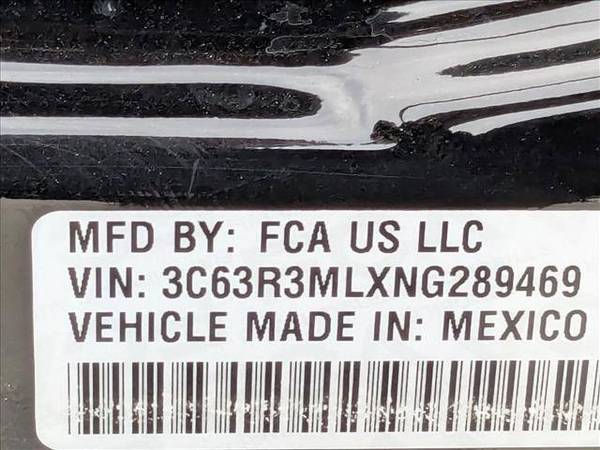 MFD BY: FCA US LLC
VIN: 3C63R3MLXNG289469
VEHICLE MADE IN: MEXICO